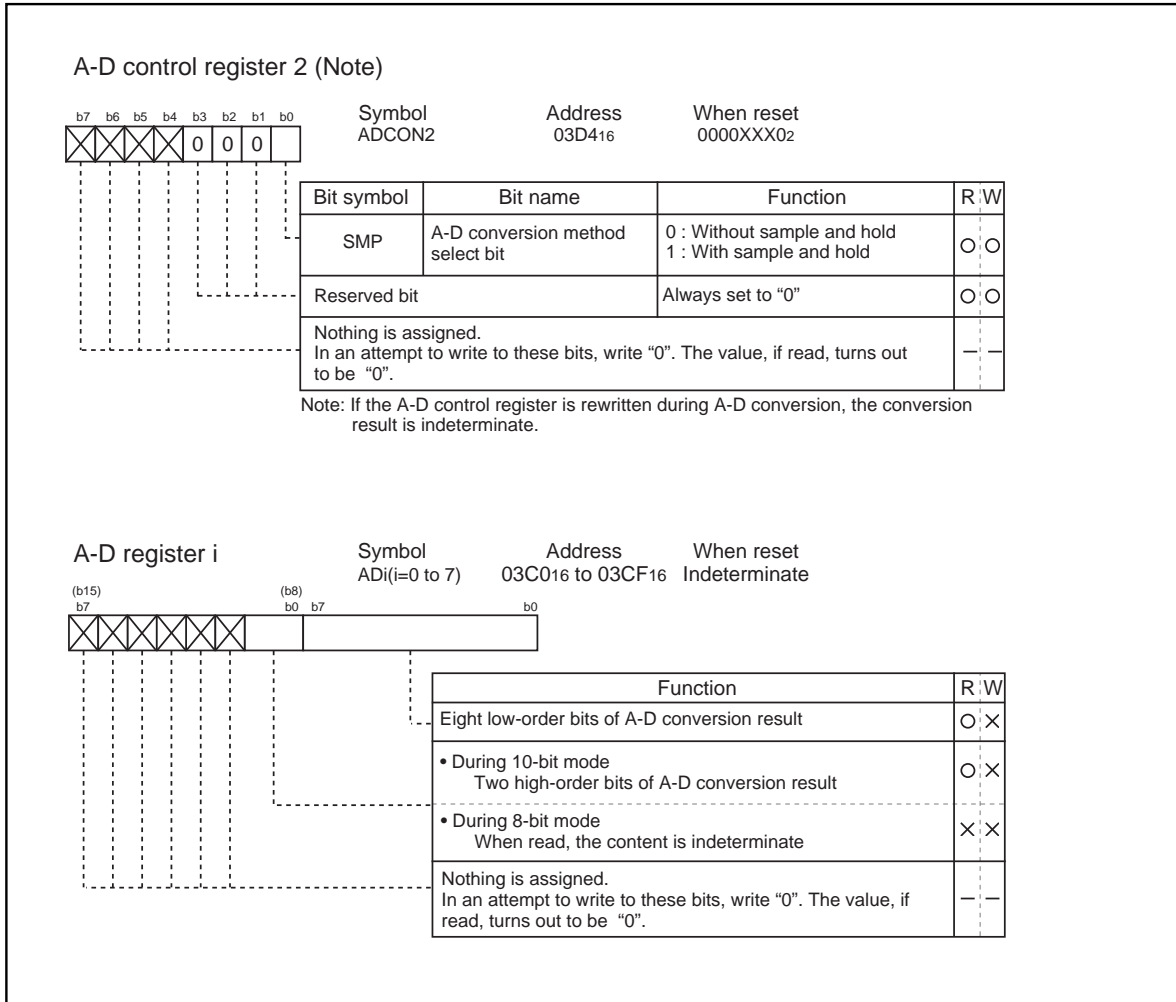 A-D control register 2 (Note)
b7 b6 b5 b4 b3 b2 b1 b0
Symbol Address When reset
ADCON2 03D416 0000XXX02
0 0 0
Bit symbol Bit name Function R W
SMP A-D conversion method select bit 0 : Without sample and hold
1 : With sample and hold
Reserved bit Always set to “0”
Nothing is assigned.
In an attempt to write to these bits, write “0”. The value, if read, turns out
to be “0”.
Note: If the A-D control register is rewritten during A-D conversion, the conversion
result is indeterminate.
A-D register i
Symbol Address When reset
ADi(i=0 to 7) 03C016 to 03CF16 Indeterminate
(b15) (b8)
b7 b0 b7 b0
Function R W
Eight low-order bits of A-D conversion result
• During 10-bit mode
Two high-order bits of A-D conversion result
• During 8-bit mode
When read, the content is indeterminate
Nothing is assigned.
In an attempt to write to these bits, write “0”. The value, if
read, turns out to be “0”.